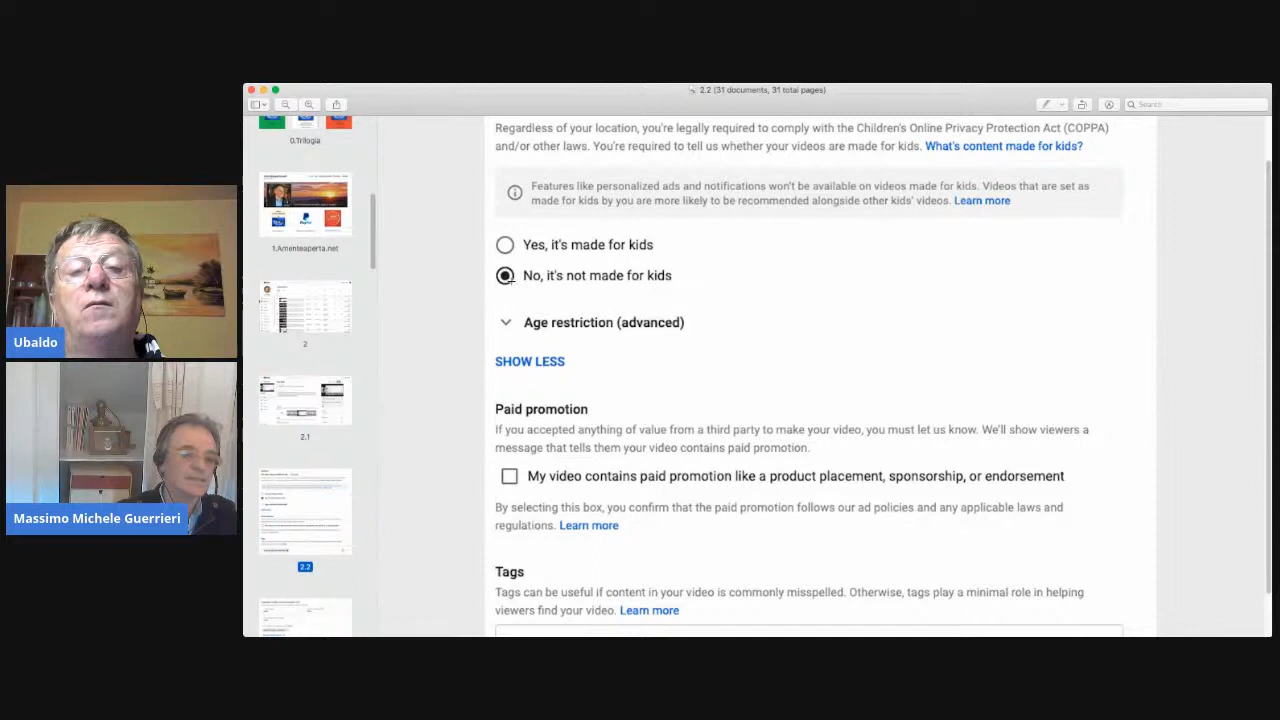 2.2 (31 documents, 31 total pages)
Search
0.Trilogia
1.Amenteaperta.net
2
2.1
2.2
Regardless of your location, you're legally required to comply with the Children's Online Privacy Protection Act (COPPA)
and/or other laws. You're required to tell us whether your videos are made for kids. What's content made for kids?
Features like personalized ads and notifications won't be available on videos made for kids. Videos that are set as
made for kids by you are more likely to be recommended alongside other kids' videos. Learn more
Yes, it's made for kids
No, it's not made for kids
Age restriction (advanced)
SHOW LESS
Paid promotion
If you accepted anything of value from a third party to make your video, you must let us know. We'll show viewers a
message that tells them your video contains paid promotion.
My video contains paid promotion like a product placement, sponsorship, or endorsement
By selecting this box, you confirm that the paid promotion follows our ad policies and any applicable laws and
regulations. Learn more
Tags
Tags can be useful if content in your video is commonly misspelled. Otherwise, tags play a minimal role in helping
viewers find your video. Learn more
Ubaldo
Massimo Michele Guerrieri